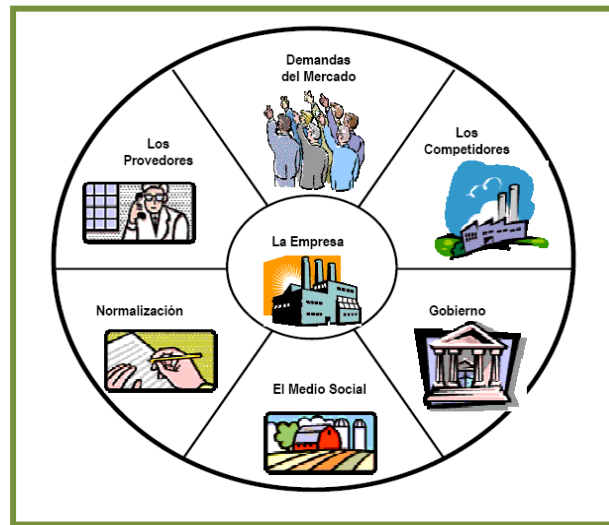 Demandas
del Mercado
Los
Provedores
Los
Competidores
La Empresa
Normalización
Gobierno
El Medio Social